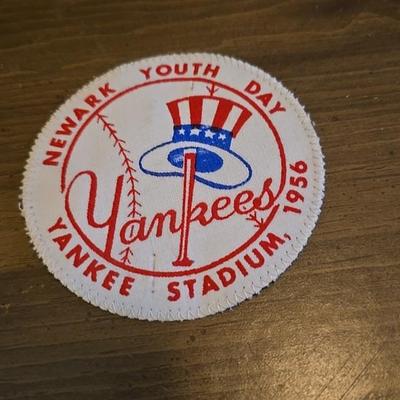 NEWARK YOUTH DAY
Yankees
YANKEE STADIUM, 1956